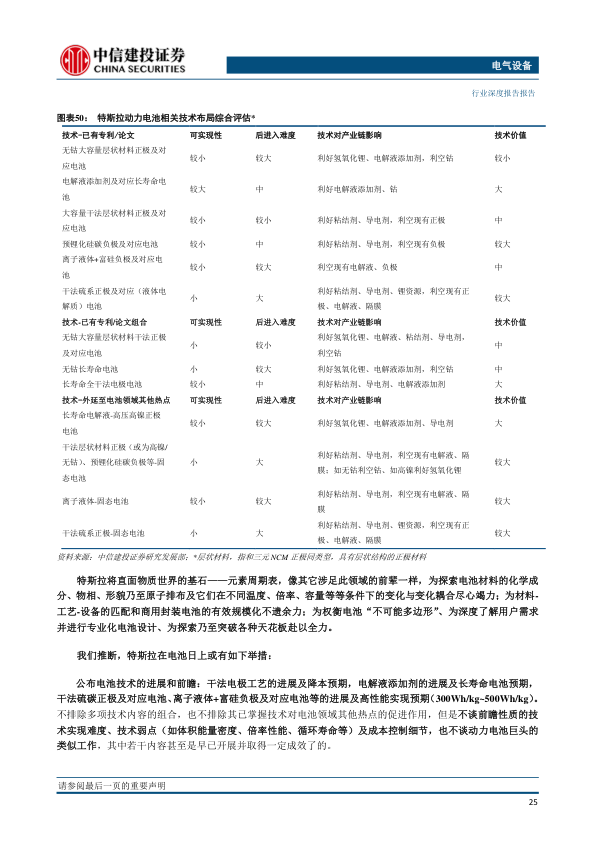 中信建投证券
CHINA SECURITIES
电气设备
行业深度报告报告
图表50： 特斯拉动力电池相关技术布局综合评估*
技术-已有专利/论文 可实现性 后进入难度 技术对产业链影响 技术价值
无钴大容量层状材料正极及对
应电池 较小 较大 利好氢氧化锂、电解液添加剂，利空钴 较小
电解液添加剂及对应长寿命电
池 较大 中 利好电解液添加剂、钴 大
大容量干法层状材料正极及对
应电池 较小 较小 利好粘结剂、导电剂，利空现有正极 中
预锂化硅碳负极及对应电池 较小 中 利好粘结剂、导电剂，利空现有负极 较大
离子液体+富硅负极及对应电
池 较小 较大 利空现有电解液、负极 中
干法硫系正极及对应（液体电
解质）电池 小 大 利好粘结剂、导电剂、锂资源，利空现有正
极、电解液、隔膜 较大
技术-已有专利/论文组合 可实现性 后进入难度 技术对产业链影响 技术价值
无钴大容量层状材料干法正极
及对应电池 小 较小 利好氢氧化锂、电解液、粘结剂、导电剂，
利空钴 中
无钴长寿命电池 小 较大 利好氢氧化锂、电解液添加剂，利空钴 中
长寿命全干法电极电池 较小 中 利好粘结剂、导电剂、电解液添加剂 大
技术-外延至电池领域其他热点 可实现性 后进入难度 技术对产业链影响 技术价值
长寿命电解液-高压高镍正极
电池 较小 较大 利好氢氧化锂、电解液添加剂、导电剂 大
干法层状材料正极（或为高镍/
无钴）、预锂化硅碳负极等-固
态电池 小 大 利好粘结剂、导电剂，利空现有电解液、隔
膜；如无钴利空钴、如高镍利好氢氧化锂 较大
离子液体-固态电池 较小 较大 利好粘结剂、导电剂，利空现有电解液、隔
膜 较大
干法硫系正极-固态电池 小 大 利好粘结剂、导电剂、锂资源，利空现有正
极、电解液、隔膜 较大
资料来源：中信建投证券研究发展部；*层状材料，指和三元NCM正极同类型，具有层状结构的正极材料
特斯拉将直面物质世界的基石——元素周期表，像其它涉足此领域的前辈一样，为探索电池材料的化学成
分、物相、形貌乃至原子排布及它们在不同温度、倍率、容量等等条件下的变化与变化耦合尽心竭力；为材料-
工艺-设备的匹配和商用封装电池的有效规模化不遗余力；为权衡电池“不可能多边形”、为深度了解用户需求
并进行专业化电池设计、为探索乃至突破各种天花板赴以全力。
我们推断，特斯拉在电池日上或有如下举措：
公布电池技术的进展和前瞻：干法电极工艺的进展及降本预期，电解液添加剂的进展及长寿命电池预期，
干法硫碳正极及对应电池、离子液体+富硅负极及对应电池等的进展及高性能实现预期（300Wh/kg~500Wh/kg）。
不排除多项技术内容的组合，也不排除其已掌握技术对电池领域其他热点的促进作用，但是不谈前瞻性质的技
术实现难度、技术弱点（如体积能量密度、倍率性能、循环寿命等）及成本控制细节，也不谈动力电池巨头的
类似工作，其中若干内容甚至是早已开展并取得一定成效了的。
请参阅最后一页的重要声明
25